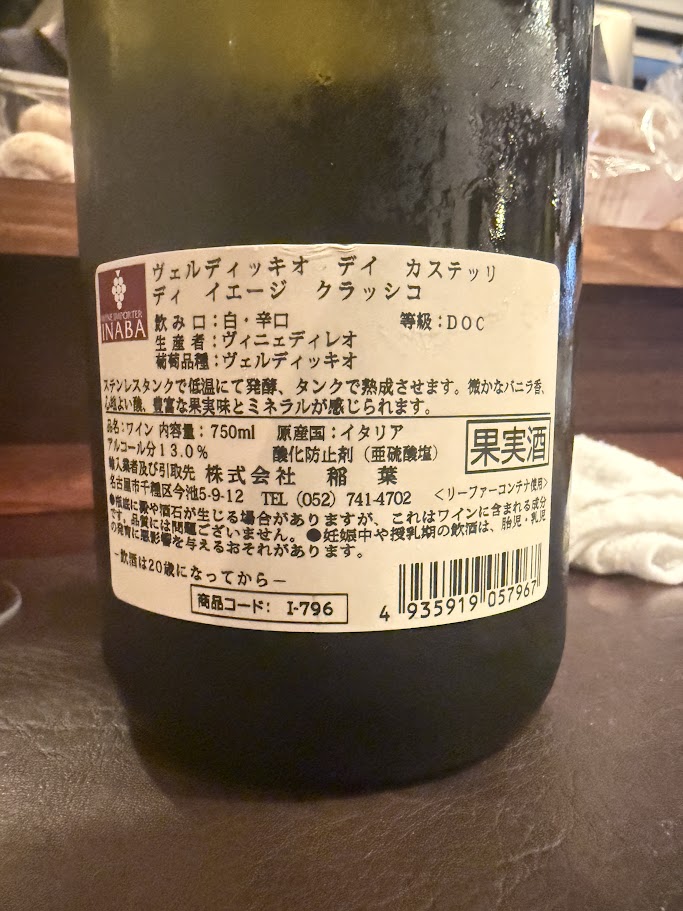 ヴェルディッキオ デイ カステッリ
ディ イエージ クラッシコ
WINE IMPORTER
INABA
飲み口：白・辛口 等級：DOC
生産者：ヴィニェディレオ
葡萄品種：ヴェルディッキオ
ステンレスタンクで低温にて発酵、タンクで熟成させます。微かなバニラ香、
心地よい酸、豊富な果実味とミネラルが感じられます。
品名：ワイン 内容量：750ml 原産国：イタリア
アルコール分13.0% 酸化防止剤（亜硫酸塩）
果実酒
輸入業者及び引取先 株式会社 稲葉
名古屋市千種区今池5-9-12 TEL（052）741-4702 ＜リーファーコンテナ使用＞
●瓶底に澱や酒石が生じる場合がありますが、これはワインに含まれる成分
です。品質には問題ございません。●妊娠中や授乳期の飲酒は、胎児・乳児
の発育に悪影響を与えるおそれがあります。
－飲酒は20歳になってから－
商品コード： I-796
4 935919 057967